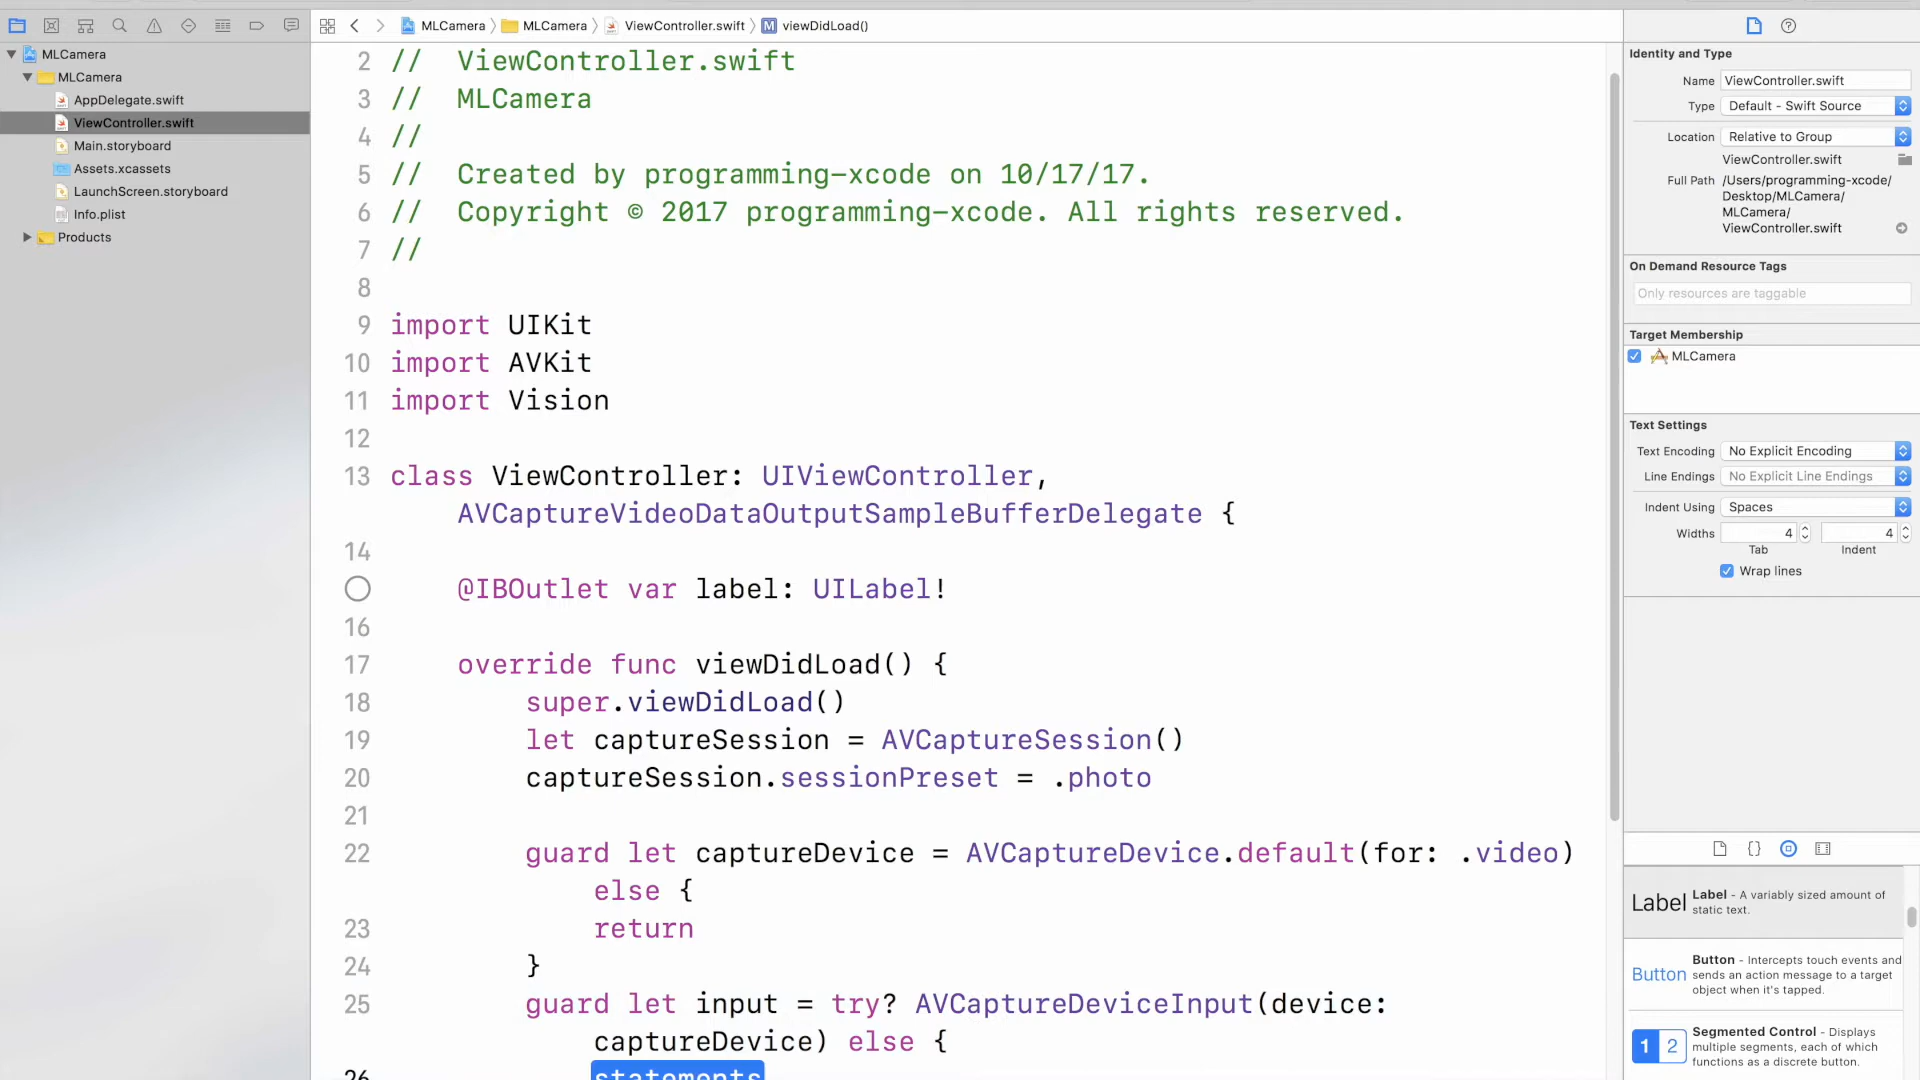 MLCamera
MLCamera
AppDelegate.swift
ViewController.swift
Main.storyboard
Assets.xcassets
LaunchScreen.storyboard
Info.plist
Products
MLCamera MLCamera ViewController.swift M viewDidLoad()
2 //  ViewController.swift
3 //  MLCamera
4 //
5 //  Created by programming-xcode on 10/17/17.
6 //  Copyright © 2017 programming-xcode. All rights reserved.
7 //
8
9 import UIKit
10 import AVKit
11 import Vision
12
13 class ViewController: UIViewController,
AVCaptureVideoDataOutputSampleBufferDelegate {
14
@IBOutlet var label: UILabel!
16
17 override func viewDidLoad() {
18 super.viewDidLoad()
19 let captureSession = AVCaptureSession()
20 captureSession.sessionPreset = .photo
21
22 guard let captureDevice = AVCaptureDevice.default(for: .video)
else {
23 return
24 }
25 guard let input = try? AVCaptureDeviceInput(device:
captureDevice) else {
26 statements
Identity and Type
Name ViewController.swift
Type Default - Swift Source
Location Relative to Group
ViewController.swift
Full Path /Users/programming-xcode/
Desktop/MLCamera/
MLCamera/
ViewController.swift
On Demand Resource Tags
Only resources are taggable
Target Membership
MLCamera
Text Settings
Text Encoding No Explicit Encoding
Line Endings No Explicit Line Endings
Indent Using Spaces
Widths 4 4
Tab Indent
Wrap lines
{}
Label Label - A variably sized amount of
static text.
Button - Intercepts touch events and
Button sends an action message to a target
object when it's tapped.
Segmented Control - Displays
1 2 multiple segments, each of which
functions as a discrete button.